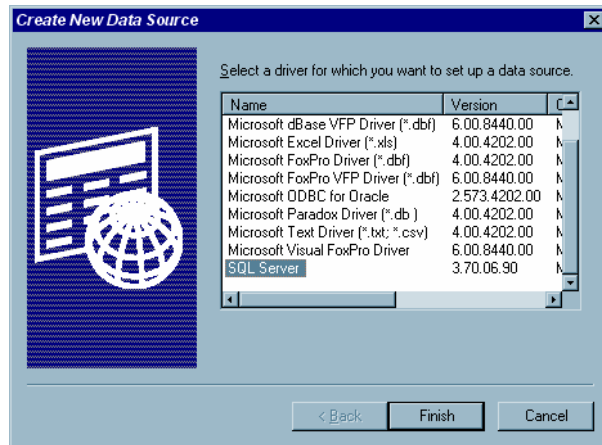 Create New Data Source
Select a driver for which you want to set up a data source.
Name Version
Microsoft dBase VFP Driver (*.dbf) 6.00.8440.00
Microsoft Excel Driver (*.xls) 4.00.4202.00
Microsoft FoxPro Driver (*.dbf) 4.00.4202.00
Microsoft FoxPro VFP Driver (*.dbf) 6.00.8440.00
Microsoft ODBC for Oracle 2.573.4202.00
Microsoft Paradox Driver (*.db ) 4.00.4202.00
Microsoft Text Driver (*.txt; *.csv) 4.00.4202.00
Microsoft Visual FoxPro Driver 6.00.8440.00
SQL Server 3.70.06.90
< Back Finish Cancel